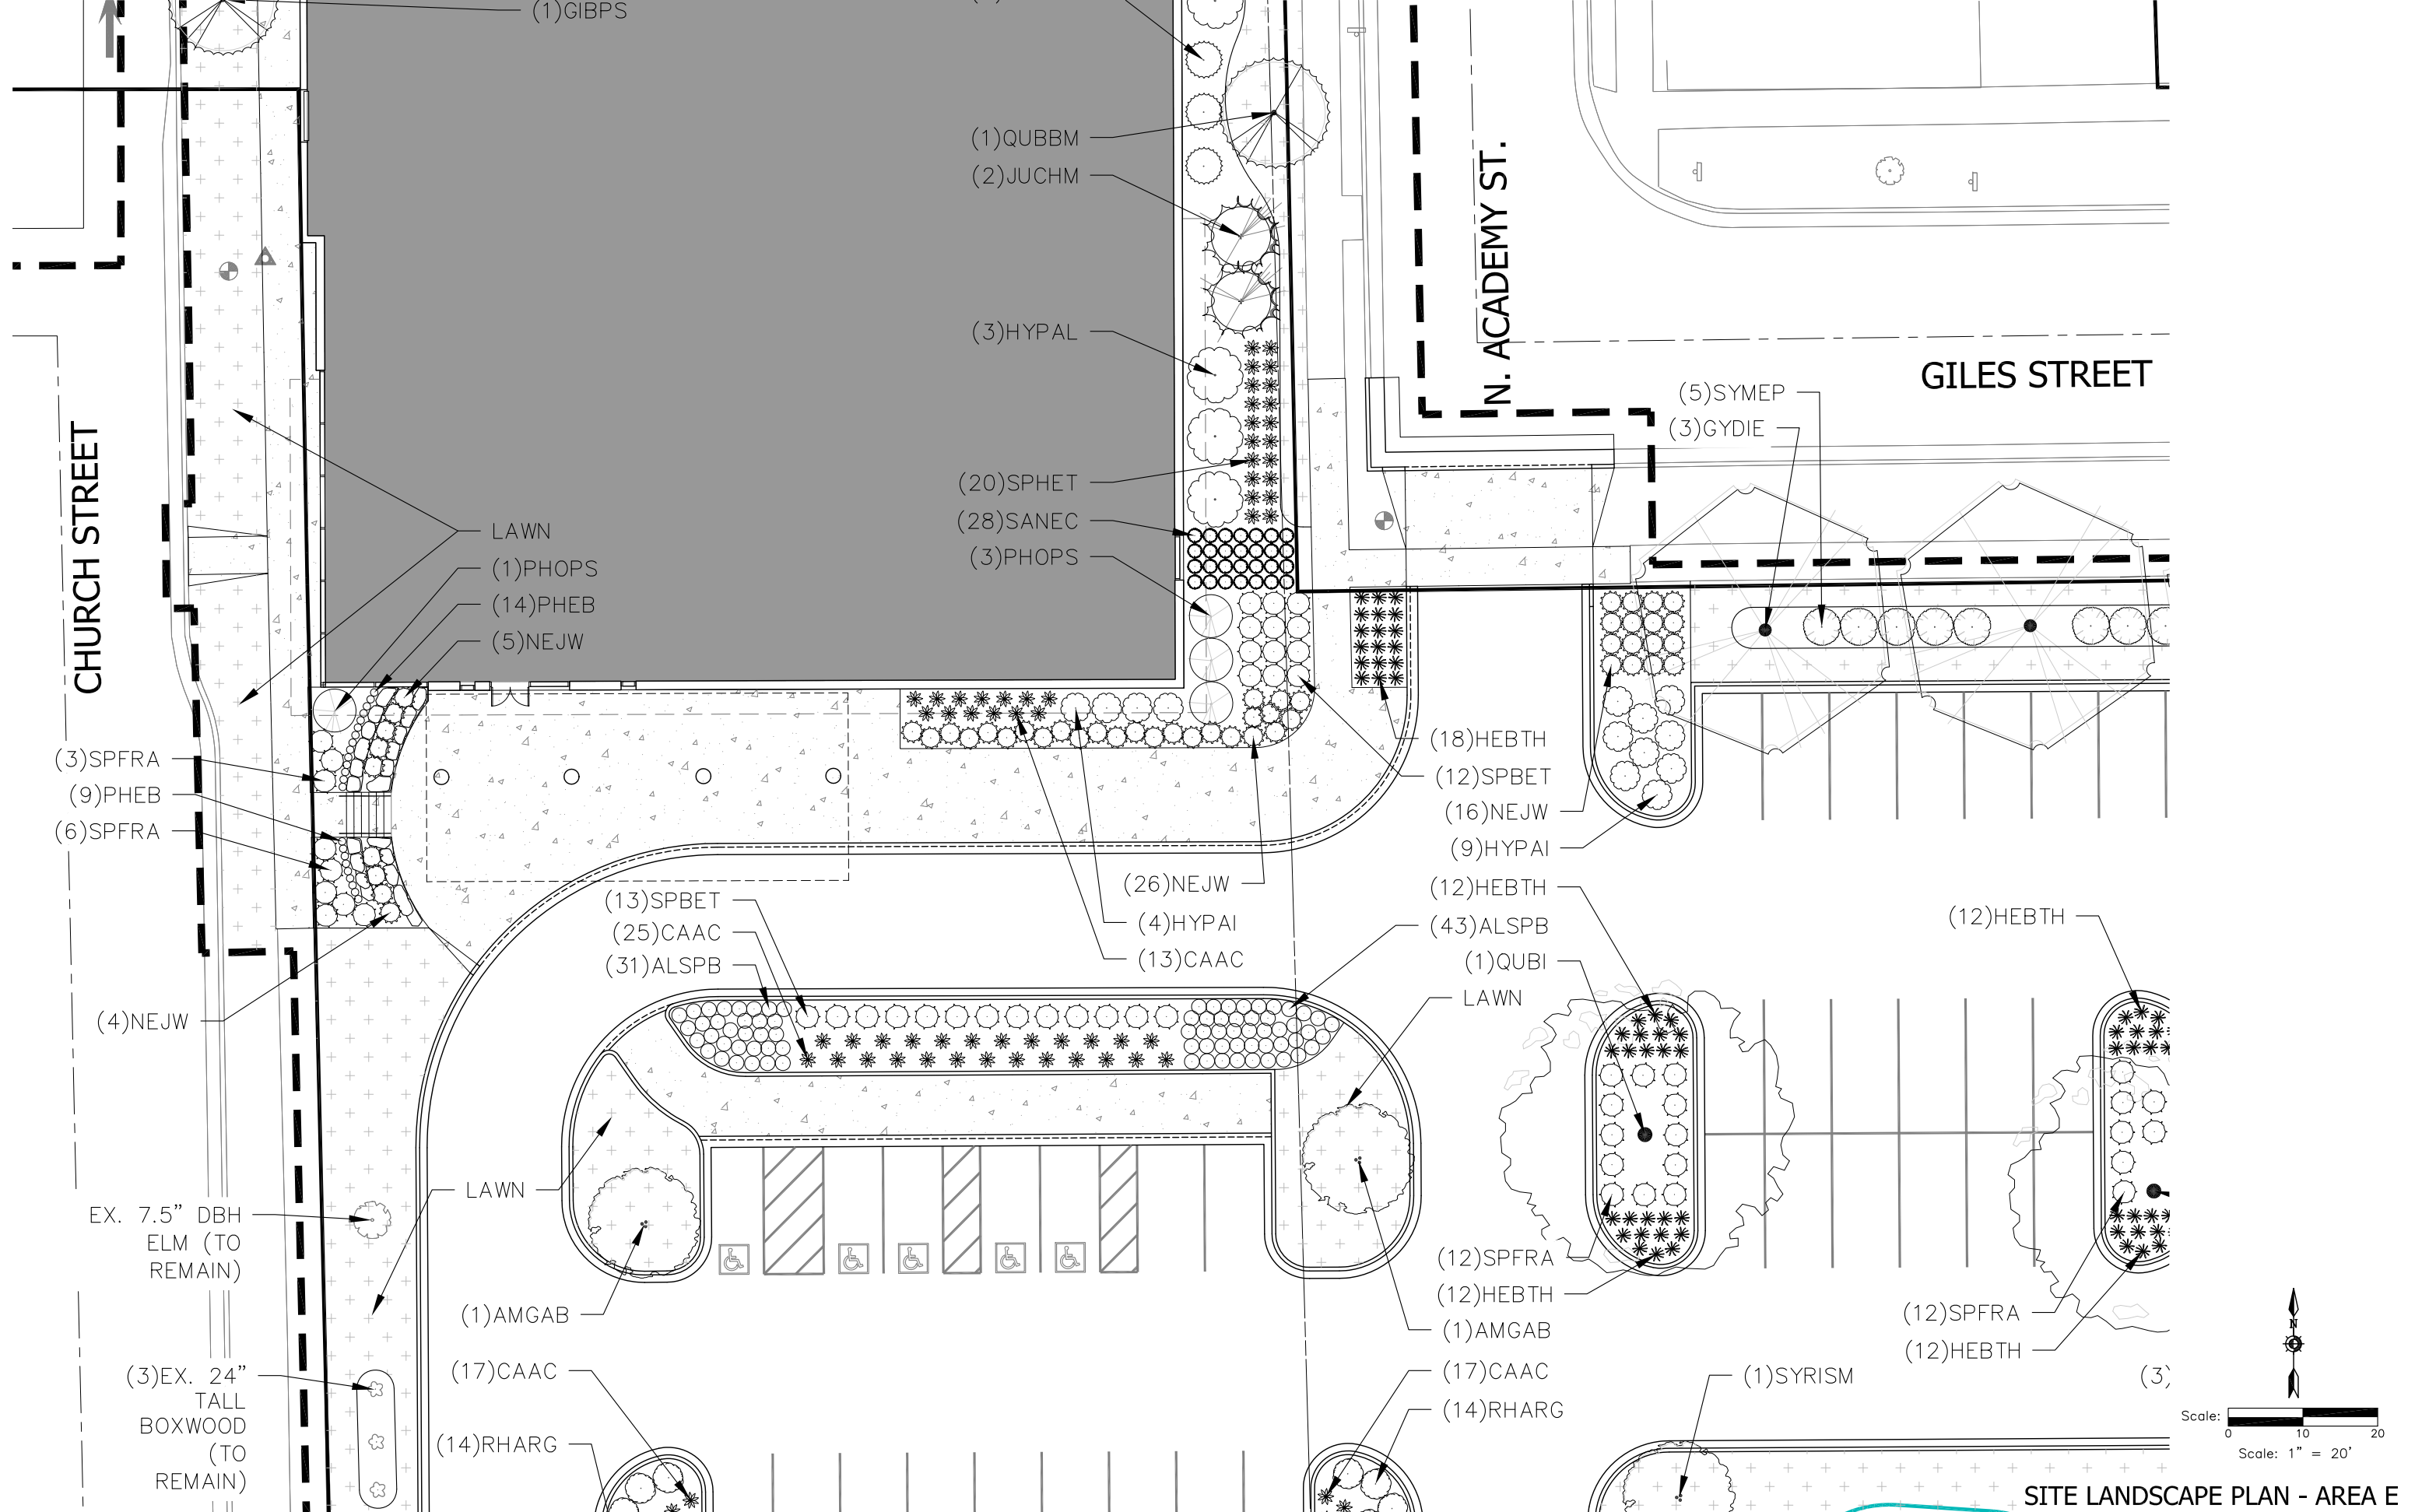 (1)GIBPS
(1)QUBBM
(2)JUCHM
(3)HYPAL
N. ACADEMY ST.
GILES STREET
(5)SYMEP
(3)GYDIE
CHURCH STREET
(20)SPHET
(28)SANEC
(3)PHOPS
LAWN
(1)PHOPS
(14)PHEB
(5)NEJW
(3)SPFRA
(9)PHEB
(6)SPFRA
(4)NEJW
(18)HEBTH
(12)SPBET
(16)NEJW
(9)HYPAI
(26)NEJW
(4)HYPAI
(13)CAAC
(13)SPBET
(25)CAAC
(31)ALSPB
(12)HEBTH
(43)ALSPB
(1)QUBI
LAWN
(12)HEBTH
LAWN
EX. 7.5” DBH
ELM (TO
REMAIN)
(1)AMGAB
(12)SPFRA
(12)HEBTH
(1)AMGAB
(12)SPFRA
(12)HEBTH
(3)EX. 24”
TALL
BOXWOOD
(TO
REMAIN)
(17)CAAC
(14)RHARG
(17)CAAC
(14)RHARG
(1)SYRISM
(3)
N
Scale:
0 10 20
Scale: 1” = 20’
SITE LANDSCAPE PLAN - AREA E